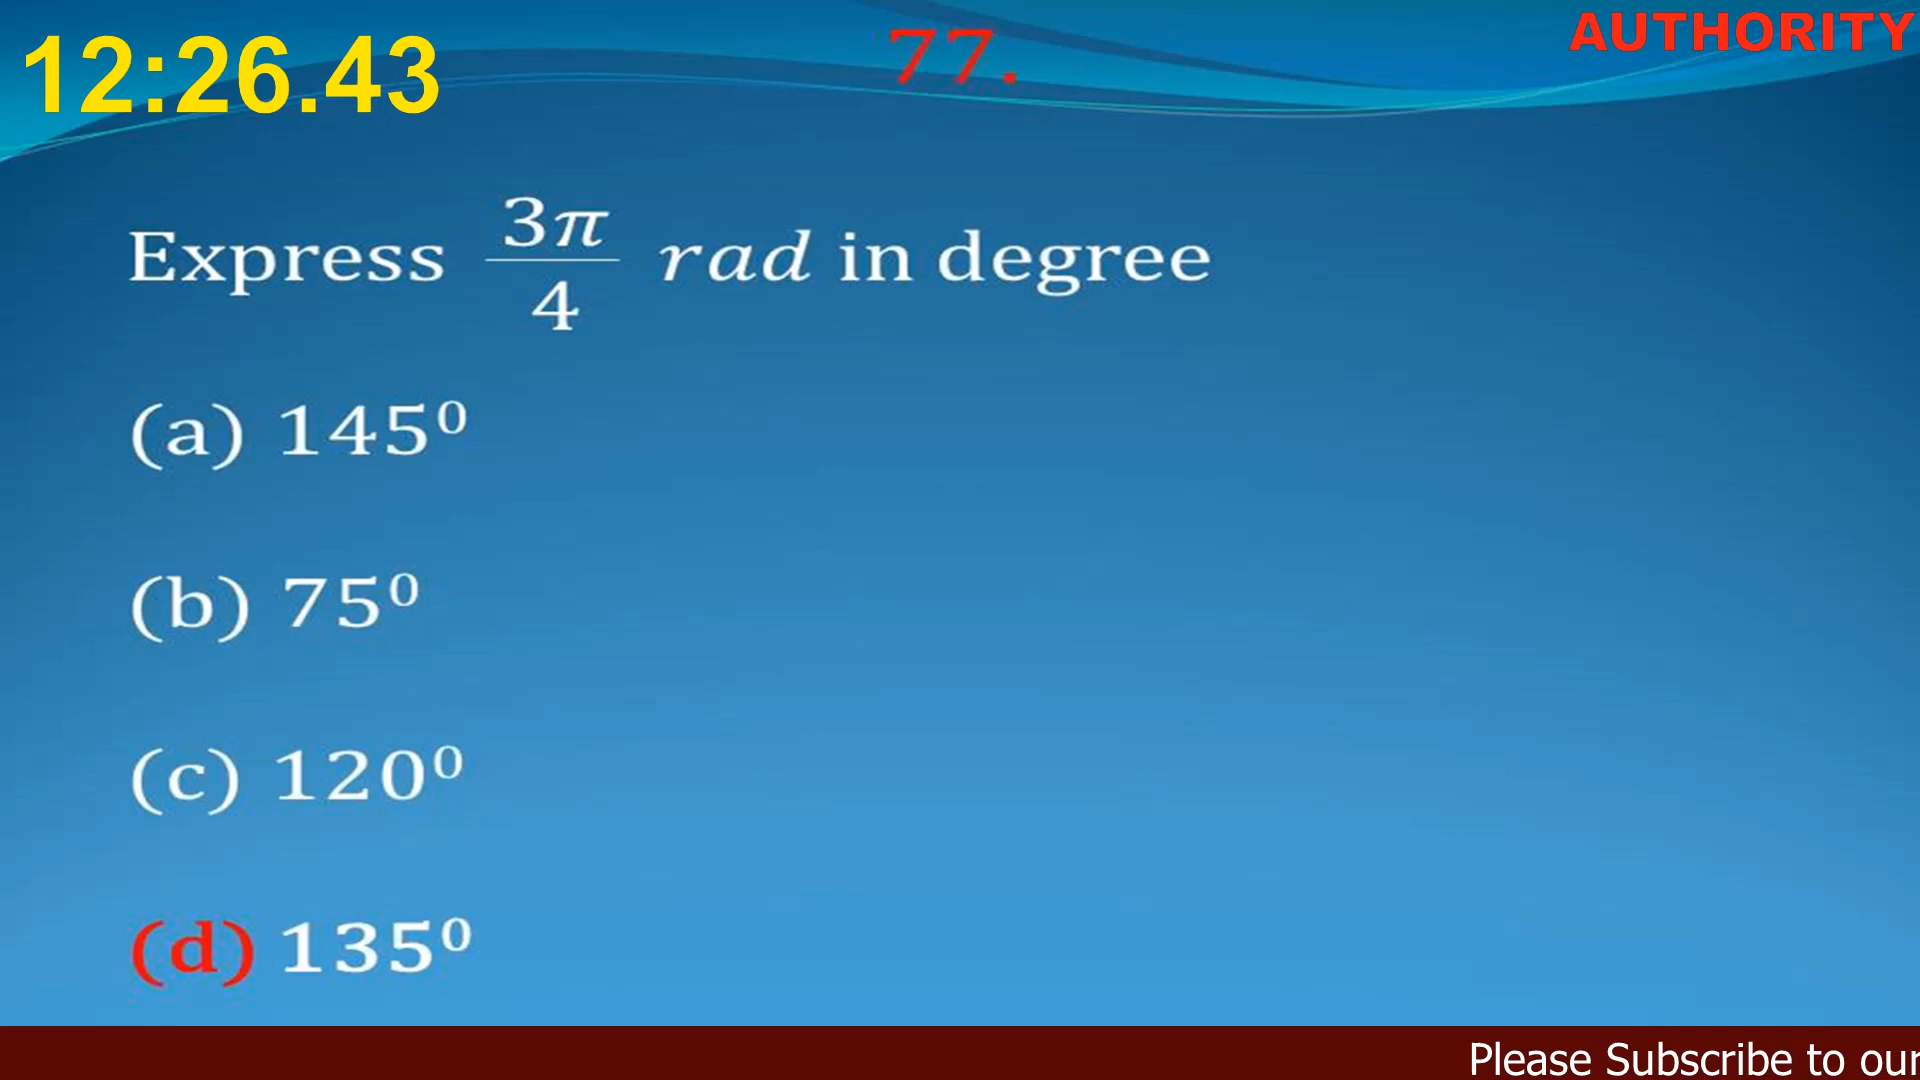 12:26.43
77.
AUTHORITY
Express 3π/4 rad in degree
(a) 145⁰
(b) 75⁰
(c) 120⁰
(d) 135⁰
Please Subscribe to our